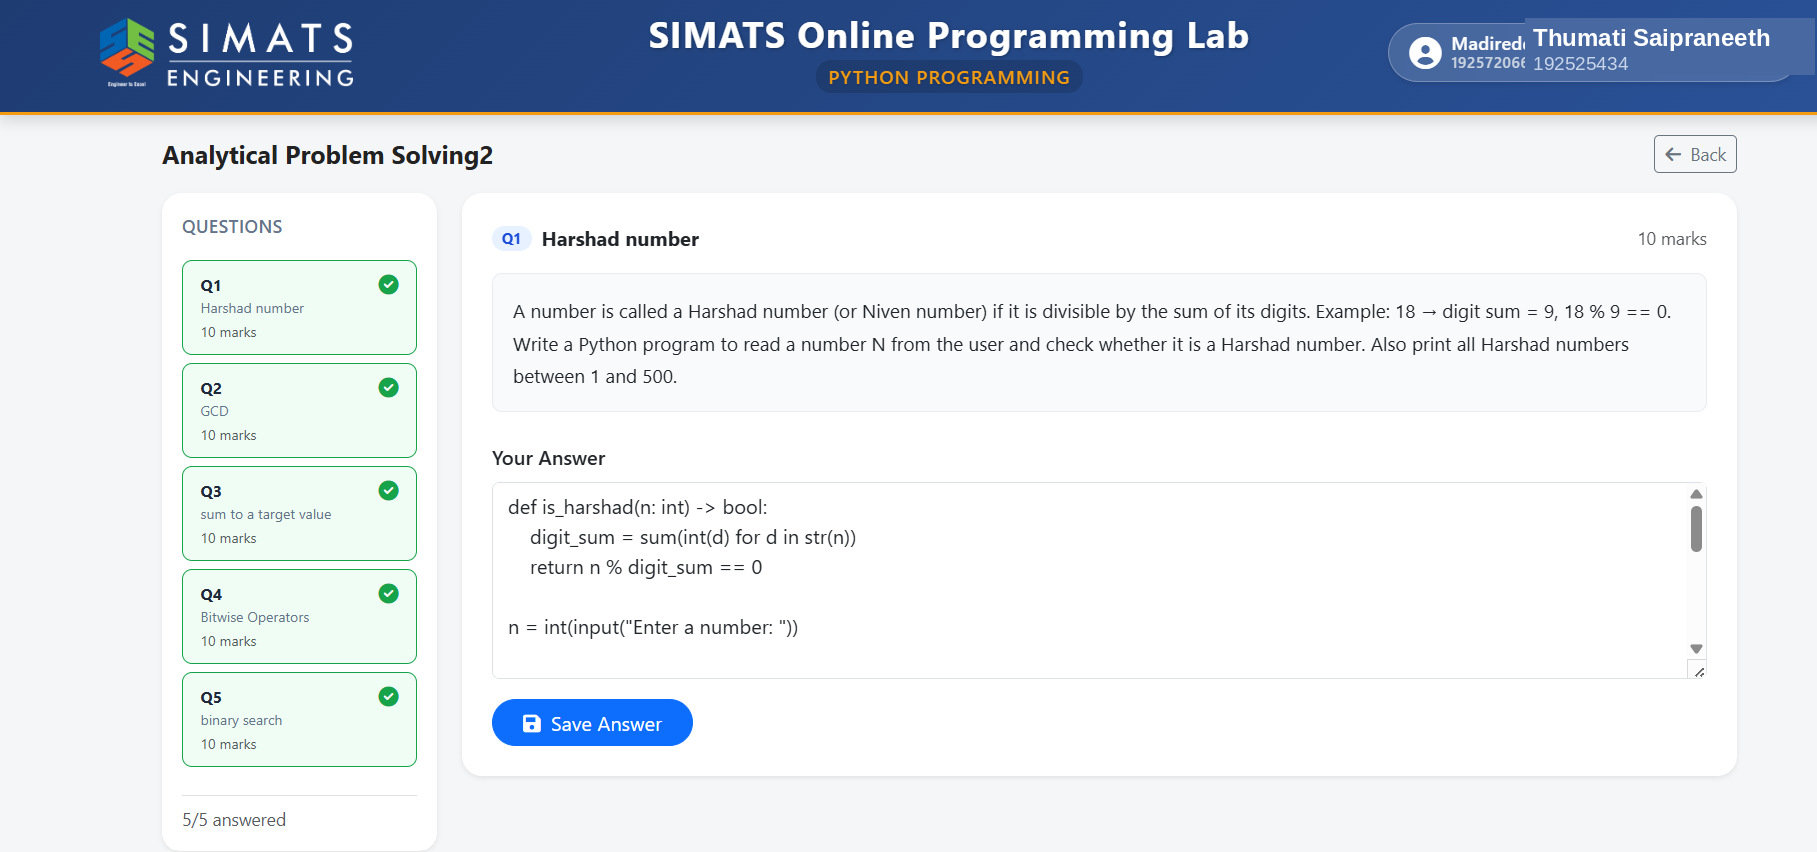 SIMATS
ENGINEERING
Engineer to Excel
SIMATS Online Programming Lab
PYTHON PROGRAMMING
Thumati Saipraneeth
192525434
Analytical Problem Solving2
← Back
QUESTIONS
Q1
Harshad number
10 marks
Q2
GCD
10 marks
Q3
sum to a target value
10 marks
Q4
Bitwise Operators
10 marks
Q5
binary search
10 marks
5/5 answered
Q1 Harshad number
10 marks
A number is called a Harshad number (or Niven number) if it is divisible by the sum of its digits. Example: 18 → digit sum = 9, 18 % 9 == 0.
Write a Python program to read a number N from the user and check whether it is a Harshad number. Also print all Harshad numbers
between 1 and 500.
Your Answer
def is_harshad(n: int) -> bool:
    digit_sum = sum(int(d) for d in str(n))
    return n % digit_sum == 0
n = int(input("Enter a number: "))
Save Answer